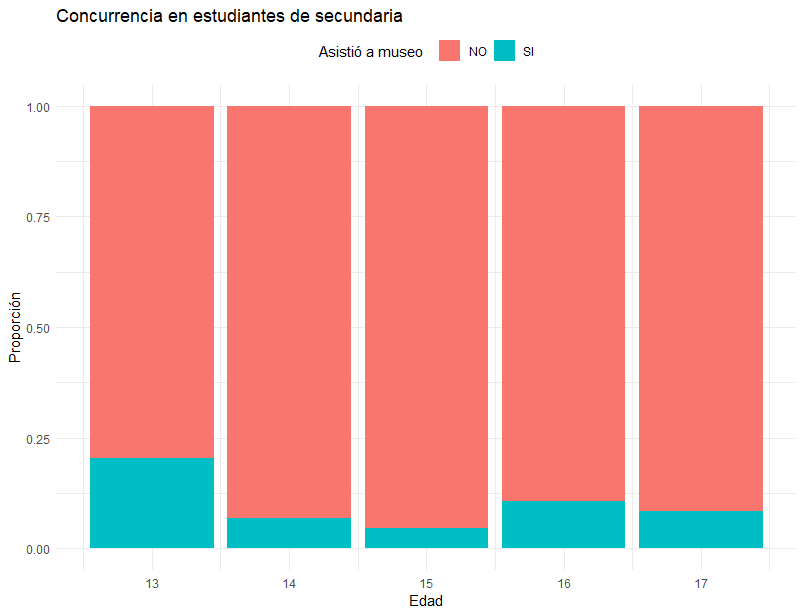 Concurrencia en estudiantes de secundaria
Asistió a museo NO SI
1.00
0.75
0.50
0.25
0.00
Proporción
13 14 15 16 17
Edad